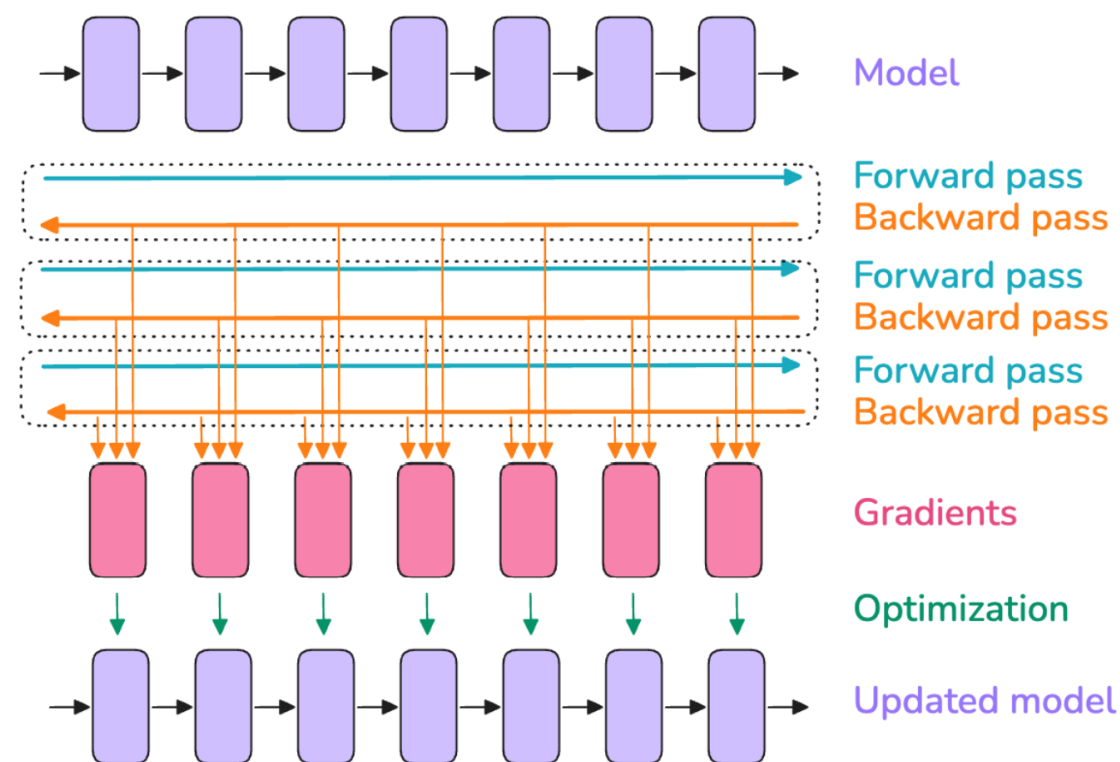 Model
Forward pass
Backward pass
Forward pass
Backward pass
Forward pass
Backward pass
Gradients
Optimization
Updated model